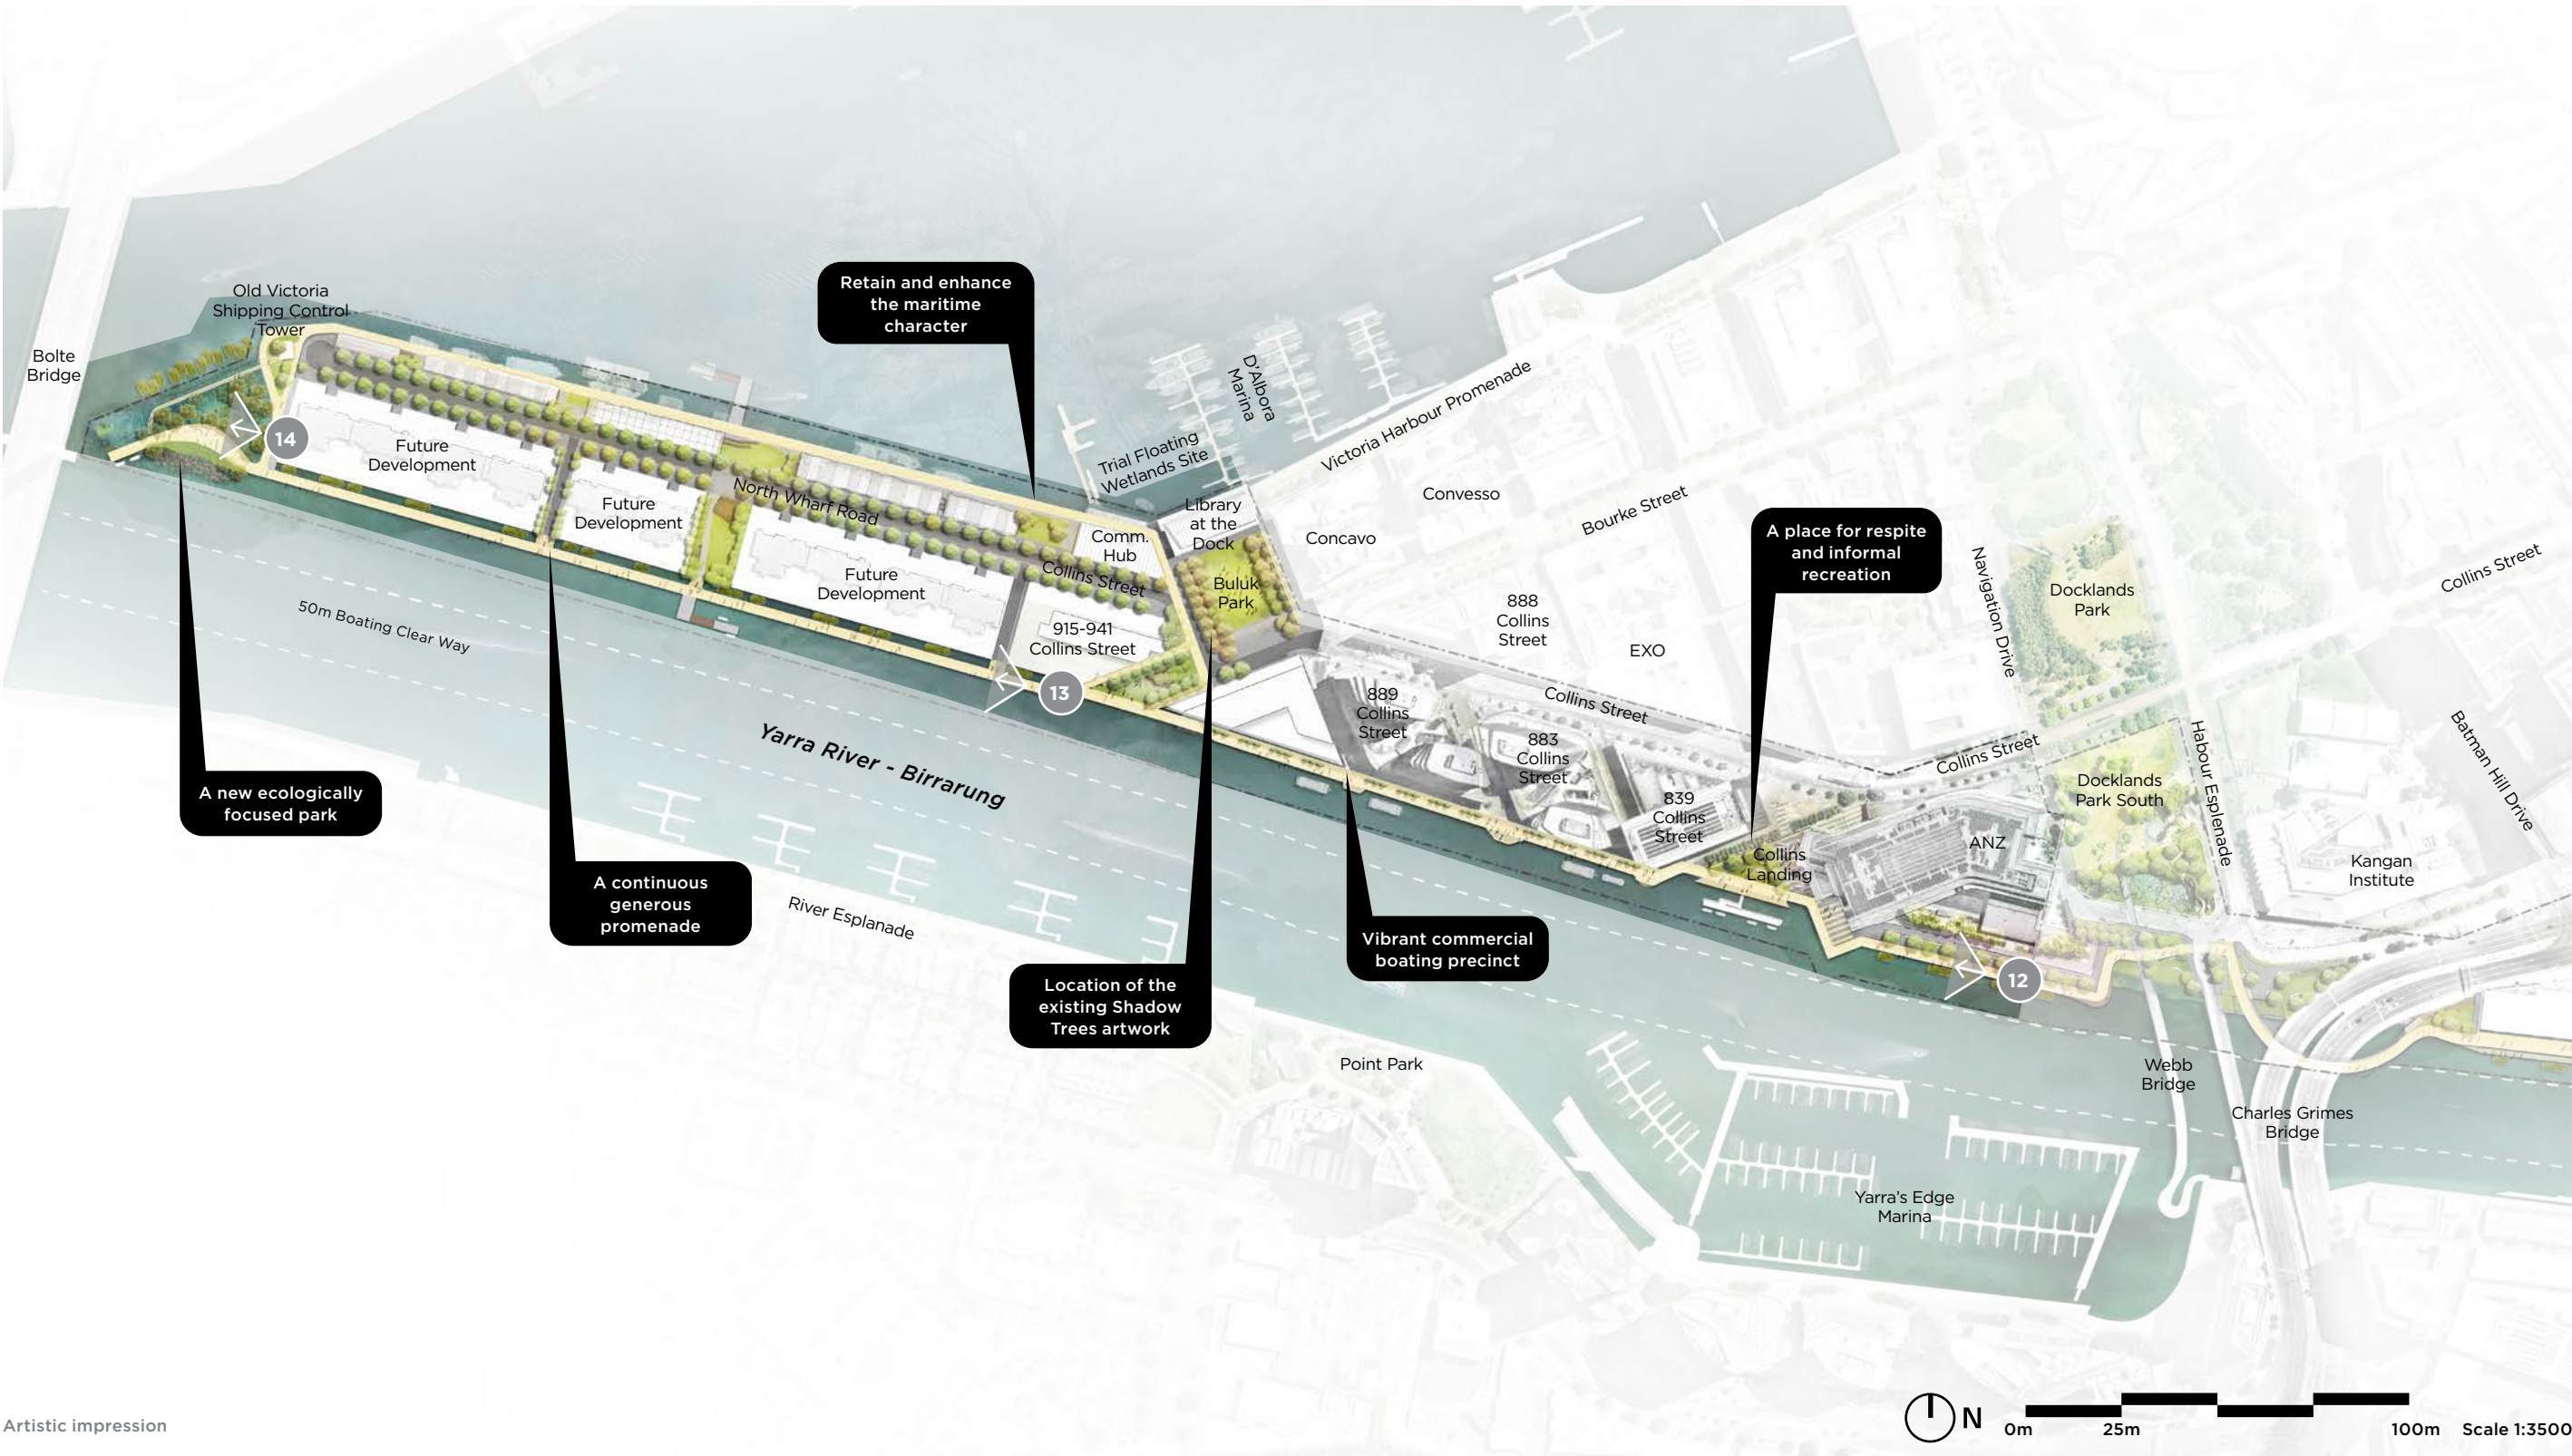 Retain and enhance
the maritime
character
Old Victoria
Shipping Control
Tower
Bolte
Bridge
14
Future
Development
Future
Development
North Wharf Road
Future
Development
Comm.
Hub
Collins Street
915-941
Collins Street
13
Trial Floating
Wetlands Site
D'Albora
Marina
Library
at the
Dock
Buluk
Park
Victoria Harbour Promenade
Convesso
Concavo
Bourke Street
888
Collins
Street
EXO
A place for respite
and informal
recreation
Navigation Drive
Docklands
Park
Collins Street
Collins Street
889
Collins
Street
883
Collins
Street
839
Collins
Street
Collins
Landing
ANZ
Collins Street
Docklands
Park South
Habour Esplenade
Batman Hill Drive
Kangan
Institute
12
50m Boating Clear Way
Yarra River - Birrarung
A new ecologically
focused park
A continuous
generous
promenade
River Esplanade
Location of the
existing Shadow
Trees artwork
Vibrant commercial
boating precinct
Point Park
Webb
Bridge
Charles Grimes
Bridge
Yarra's Edge
Marina
Artistic impression
N
0m
25m
100m
Scale 1:3500